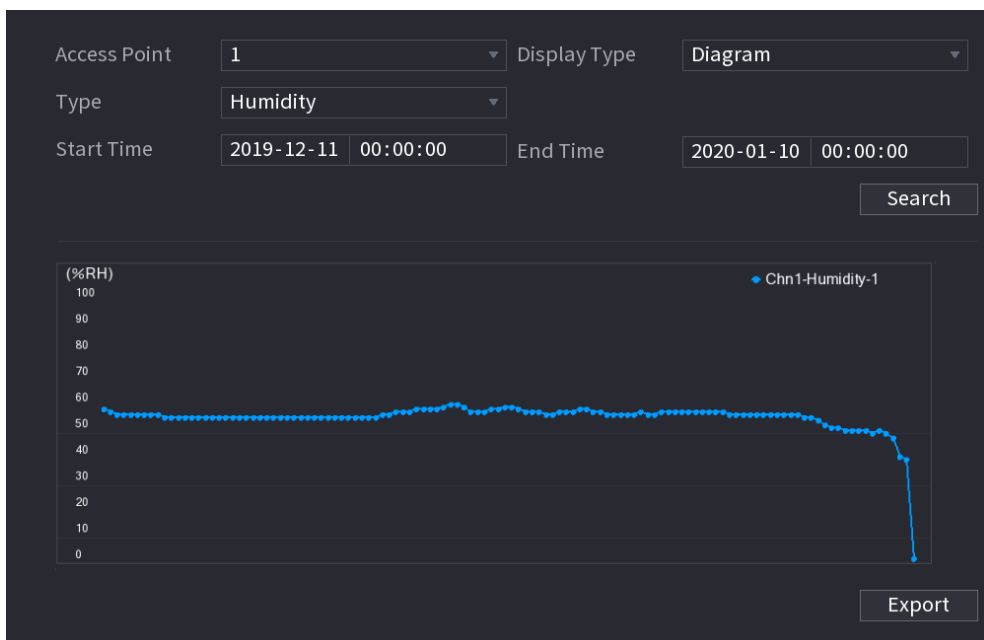 Access Point 1 Display Type Diagram
Type Humidity
Start Time 2019-12-11 00:00:00 End Time 2020-01-10 00:00:00
Search
(%RH) Chn1-Humidity-1
100
90
80
70
60
50
40
30
20
10
0
Export